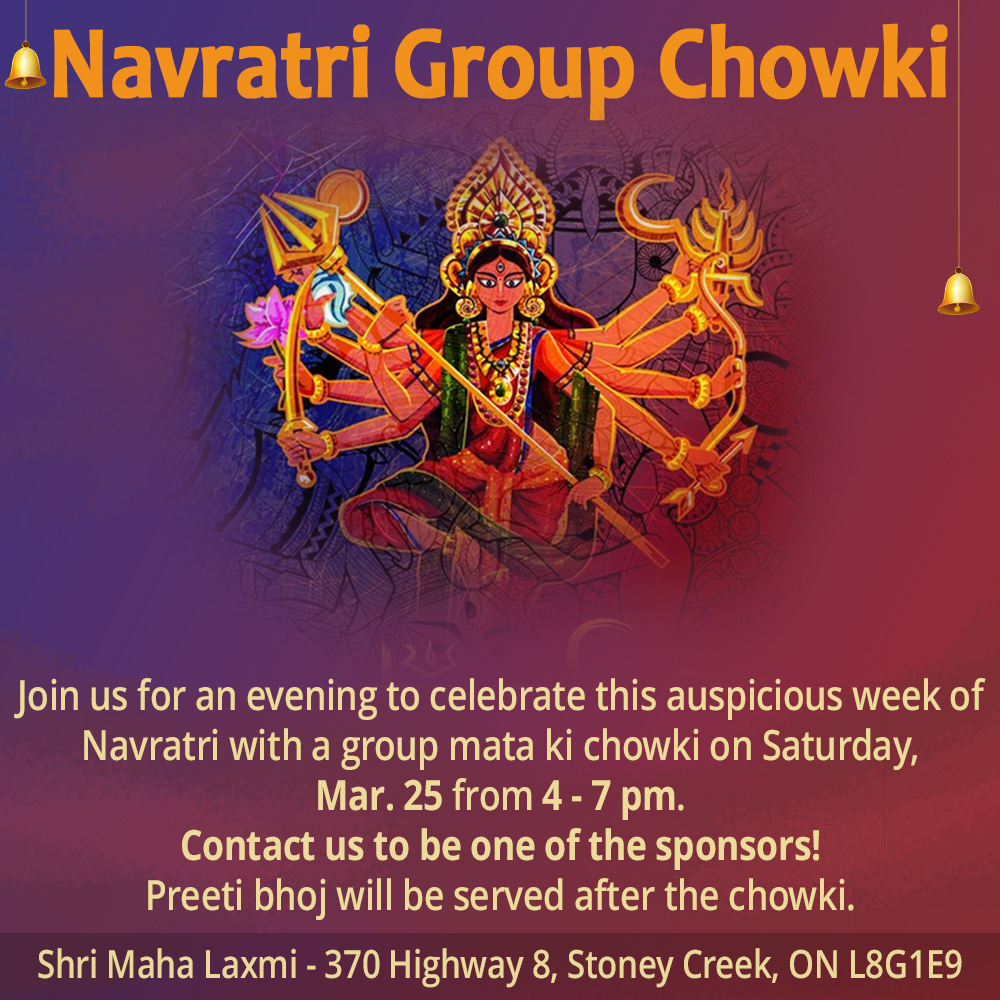 Navratri Group Chowki
Join us for an evening to celebrate this auspicious week of
Navratri with a group mata ki chowki on Saturday,
Mar. 25 from 4 - 7 pm.
Contact us to be one of the sponsors!
Preeti bhoj will be served after the chowki.
Shri Maha Laxmi - 370 Highway 8, Stoney Creek, ON L8G1E9